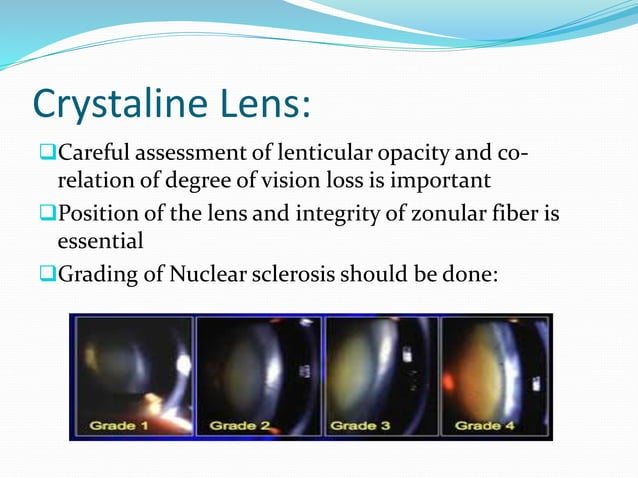 Crystaline Lens:
Careful assessment of lenticular opacity and co-
relation of degree of vision loss is important
Position of the lens and integrity of zonular fiber is
essential
Grading of Nuclear sclerosis should be done:
Grade 1 Grade 2 Grade 3 Grade 4